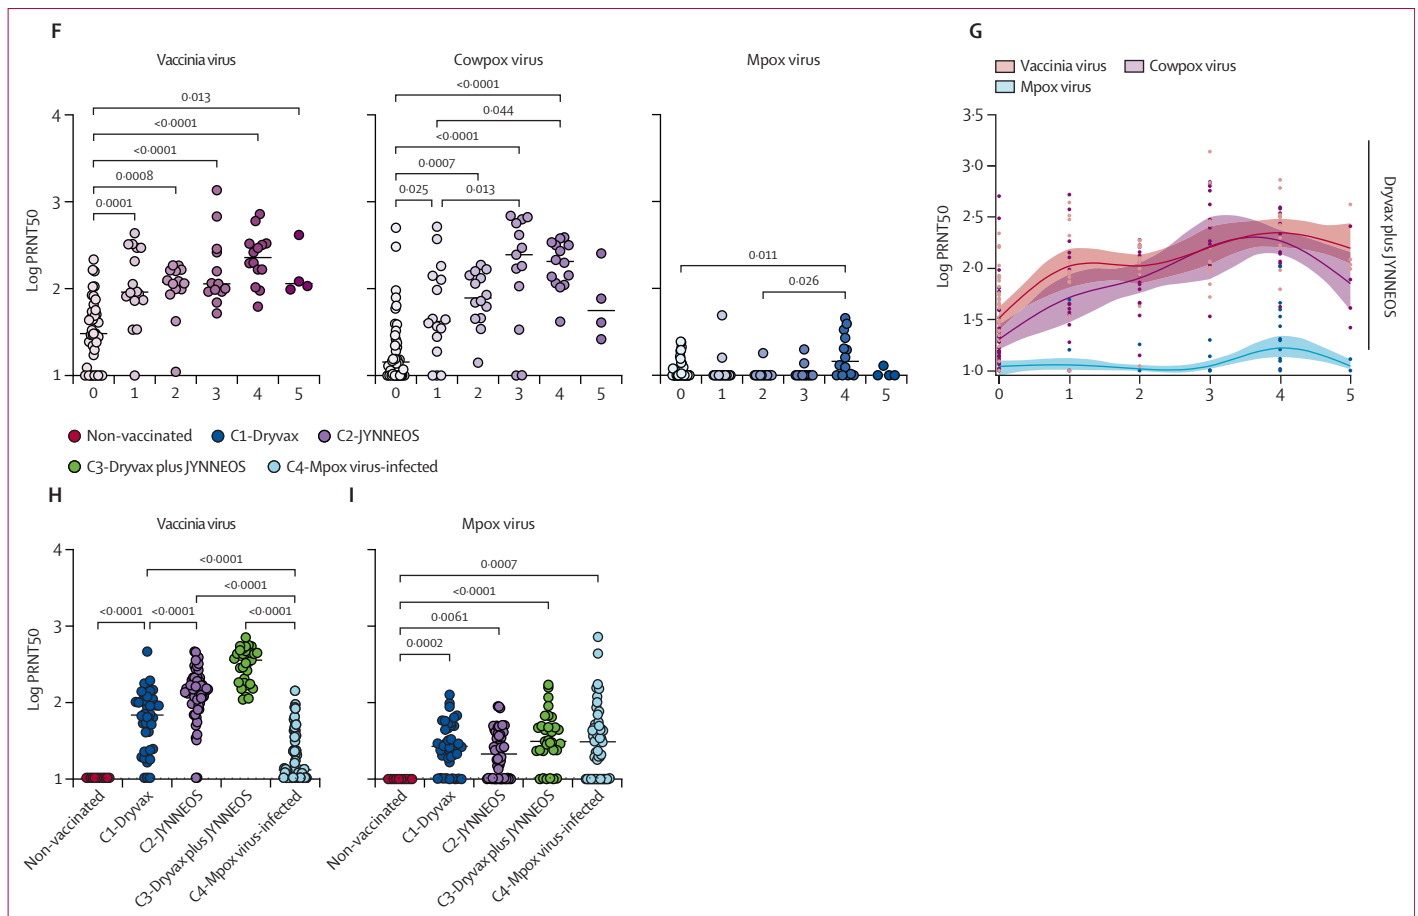 F
G
Vaccinia virus
Cowpox virus
Mpox virus
Vaccinia virus
Cowpox virus
Mpox virus
Log PRNT50
4
3
2
1
0·013
<0·0001
<0·0001
0·0008
0·0001
0 1 2 3 4 5
<0·0001
0·044
<0·0001
0·0007
0·025
0·013
0 1 2 3 4 5
0·011
0·026
0 1 2 3 4 5
Log PRNT50
3·5
3·0
2·5
2·0
1·5
1·0
0 1 2 3 4 5
Dryvax plus JYNNEOS
Non-vaccinated
C1-Dryvax
C2-JYNNEOS
C3-Dryvax plus JYNNEOS
C4-Mpox virus-infected
H
I
Vaccinia virus
Mpox virus
Log PRNT50
4
3
2
1
<0·0001
<0·0001
<0·0001
<0·0001
<0·0001
Non-vaccinated
C1-Dryvax
C2-JYNNEOS
C3-Dryvax plus JYNNEOS
C4-Mpox virus-infected
0·0007
<0·0001
0·0061
0·0002
Non-vaccinated
C1-Dryvax
C2-JYNNEOS
C3-Dryvax plus JYNNEOS
C4-Mpox virus-infected